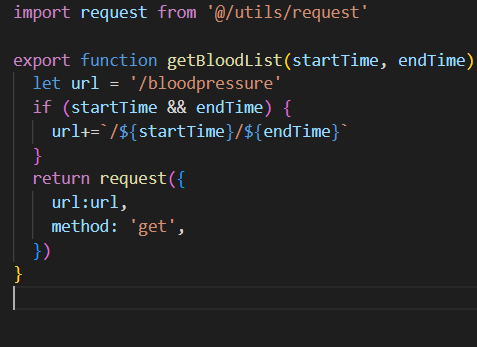 import request from '@/utils/request'
export function getBloodList(startTime, endTime)
let url = '/bloodpressure'
if (startTime && endTime) {
url+=`/${startTime}/${endTime}`
}
return request({
url:url,
method: 'get',
})
}